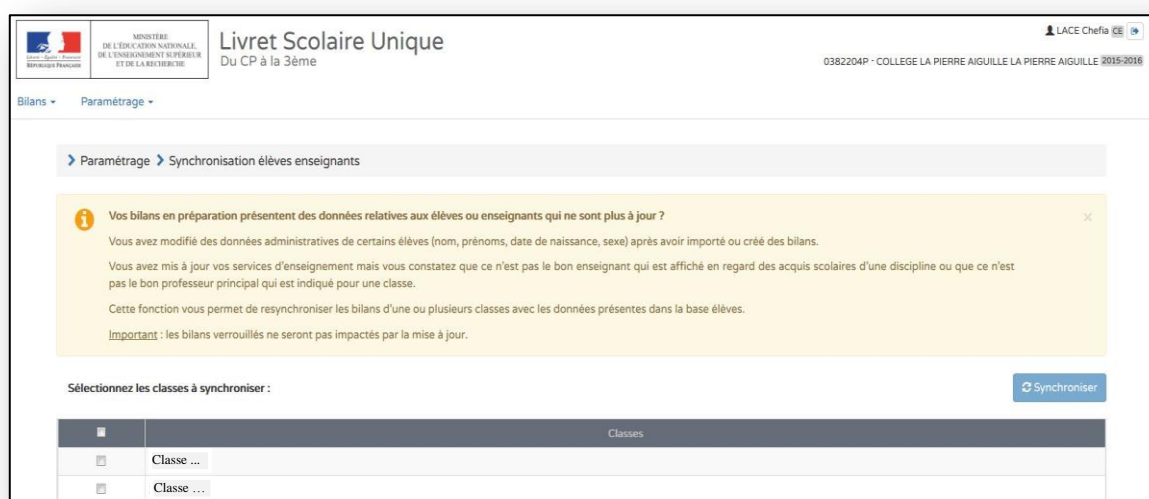 MINISTÈRE
DE L'ÉDUCATION NATIONALE,
DE L'ENSEIGNEMENT SUPÉRIEUR
ET DE LA RECHERCHE
Liberté • Égalité • Fraternité
RÉPUBLIQUE FRANÇAISE
Livret Scolaire Unique
Du CP à la 3ème
LACE Chefia CE
0382204P - COLLEGE LA PIERRE AIGUILLE LA PIERRE AIGUILLE 2015-2016
Bilans Paramétrage
Paramétrage Synchronisation élèves enseignants
Vos bilans en préparation présentent des données relatives aux élèves ou enseignants qui ne sont plus à jour ?
Vous avez modifié des données administratives de certains élèves (nom, prénoms, date de naissance, sexe) après avoir importé ou créé des bilans.
Vous avez mis à jour vos services d'enseignement mais vous constatez que ce n'est pas le bon enseignant qui est affiché en regard des acquis scolaires d'une discipline ou que ce n'est
pas le bon professeur principal qui est indiqué pour une classe.
Cette fonction vous permet de resynchroniser les bilans d'une ou plusieurs classes avec les données présentes dans la base élèves.
Important : les bilans verrouillés ne seront pas impactés par la mise à jour.
Sélectionnez les classes à synchroniser :
Synchroniser
Classes
Classe ...
Classe ...